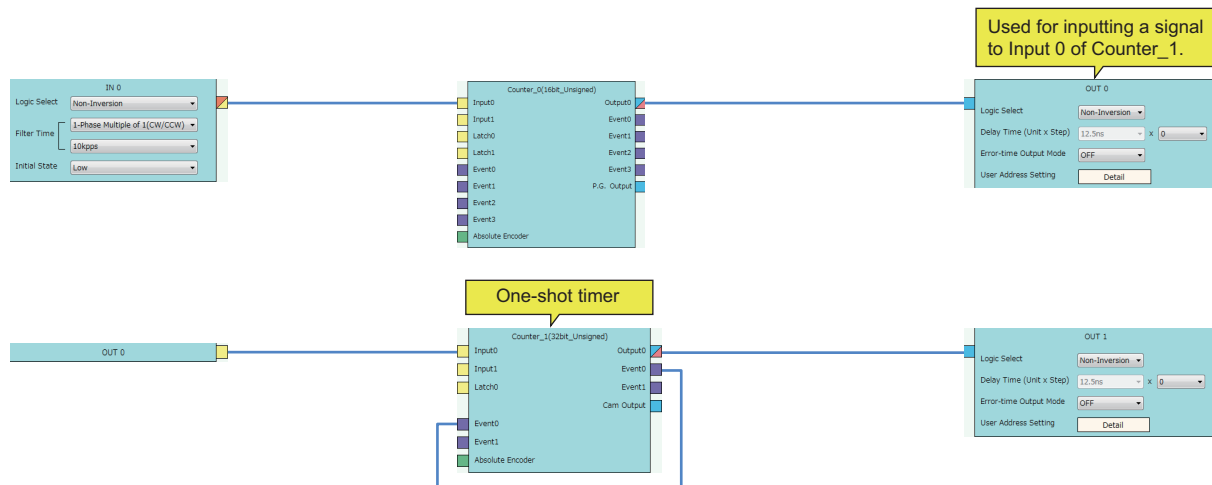 Used for inputting a signal
to Input 0 of Counter_1.
IN 0
Logic Select Non-Inversion
Filter Time 1-Phase Multiple of 1(CW/CCW)
10kpps
Initial State Low
Counter_0(16bit_Unsigned)
Input0 Output0
Input1 Event0
Latch0 Event1
Latch1 Event2
Event0 Event3
Event1 P.G. Output
Event2
Event3
Absolute Encoder
OUT 0
Logic Select Non-Inversion
Delay Time (Unit x Step) 12.5ns x 0
Error-time Output Mode OFF
User Address Setting Detail
One-shot timer
OUT 0
Counter_1(32bit_Unsigned)
Input0 Output0
Input1 Event0
Latch0 Event1
Cam Output
Event0
Event1
Absolute Encoder
OUT 1
Logic Select Non-Inversion
Delay Time (Unit x Step) 12.5ns x 0
Error-time Output Mode OFF
User Address Setting Detail